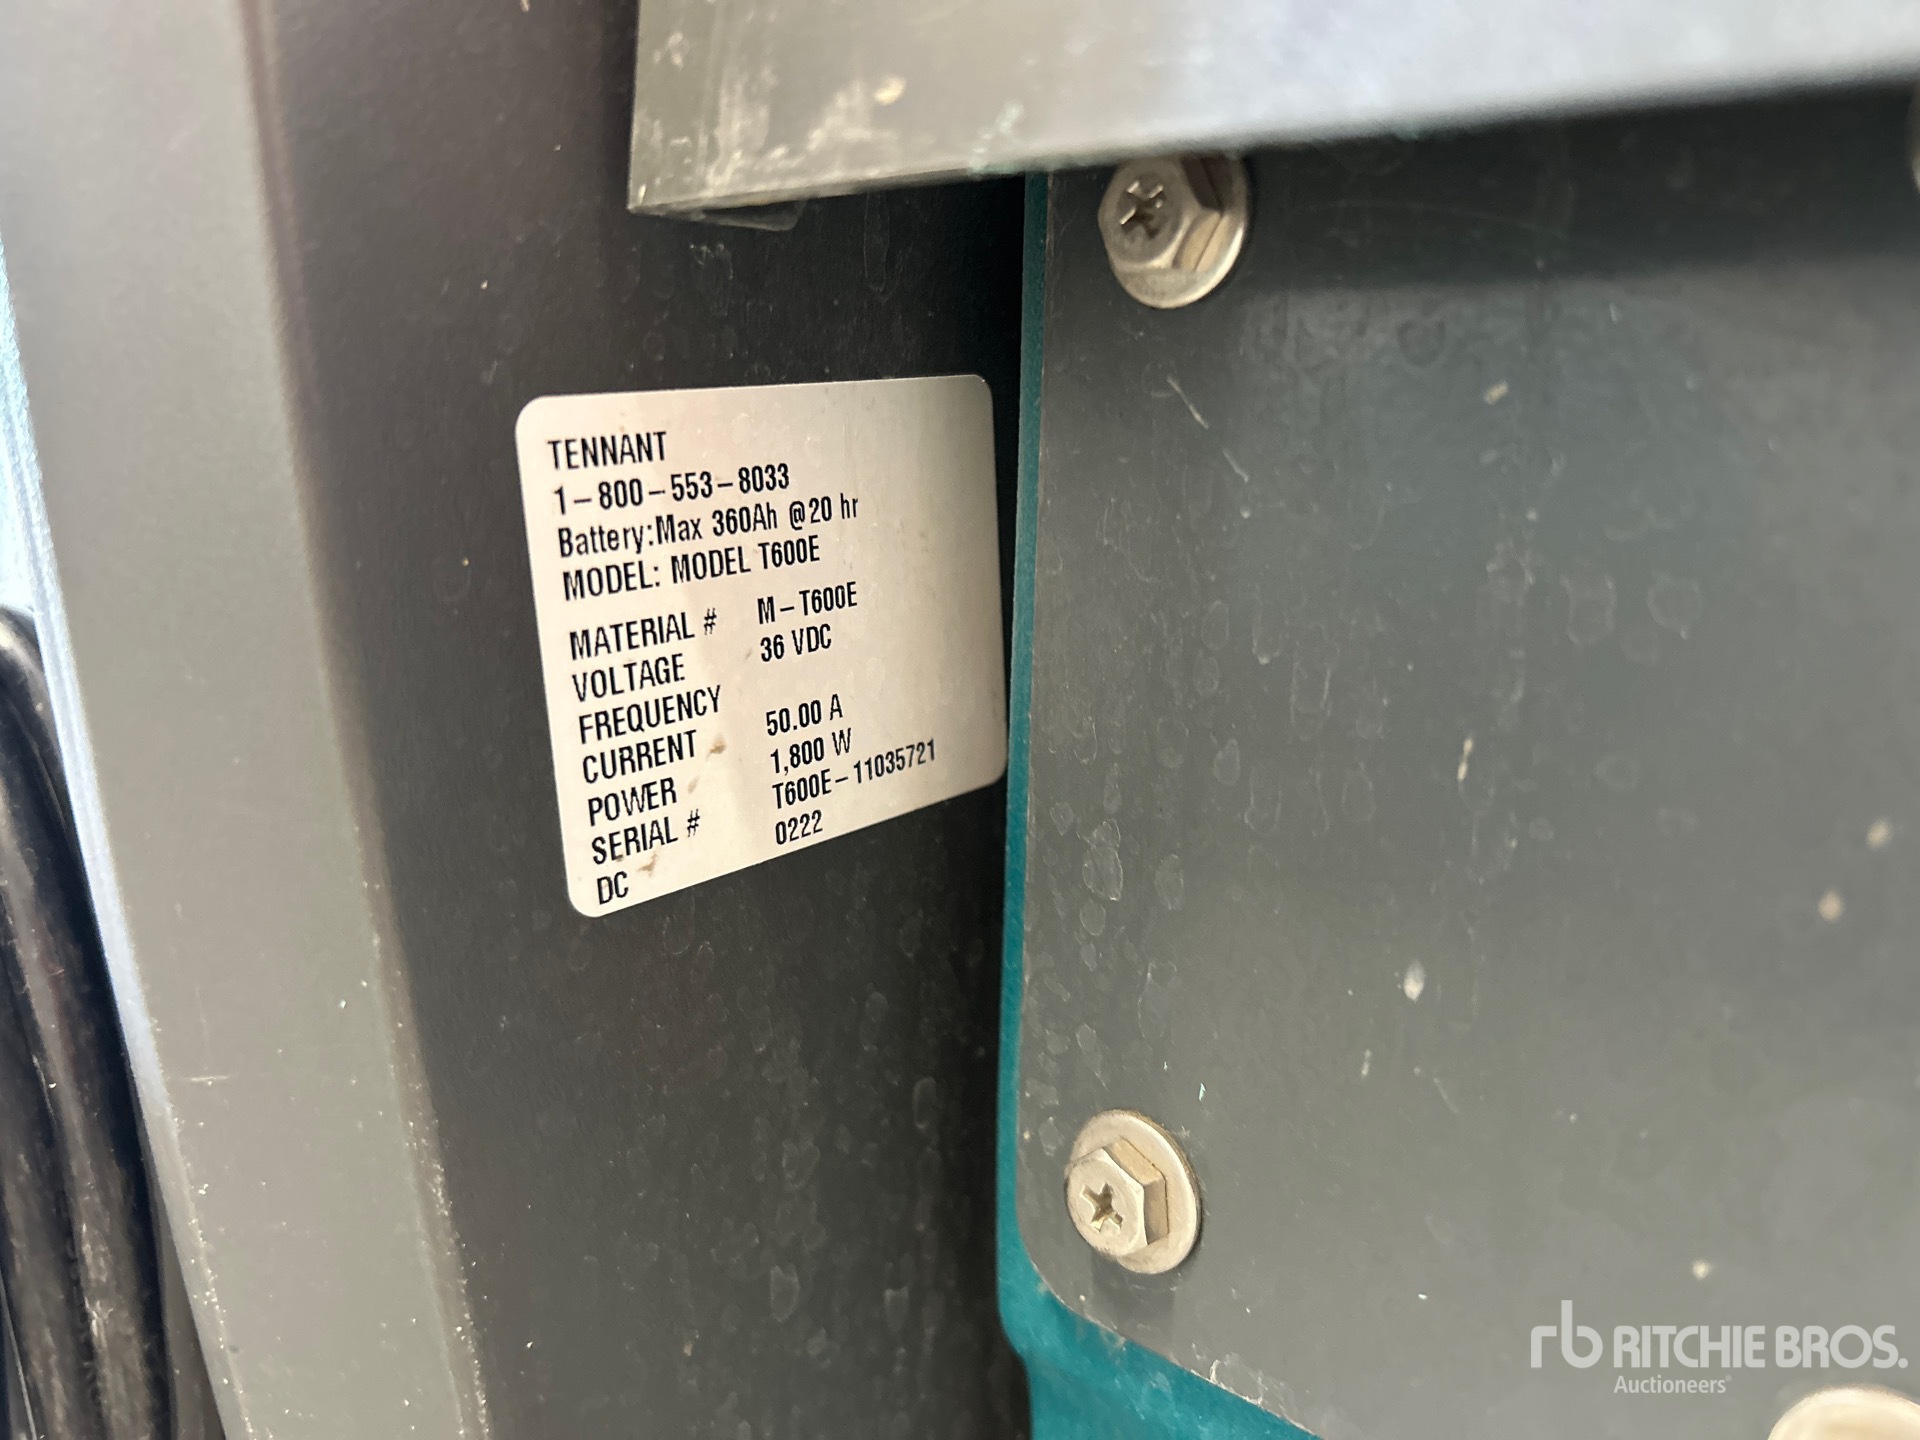 TENNANT
1-800-553-8033
Battery:Max 360Ah @20 hr
MODEL: MODEL T600E
MATERIAL # M-T600E
VOLTAGE 36 VDC
FREQUENCY
CURRENT 50.00 A
POWER 1,800 W
SERIAL # T600E-11035721
DC 0222
rb RITCHIE BROS.
Auctioneers